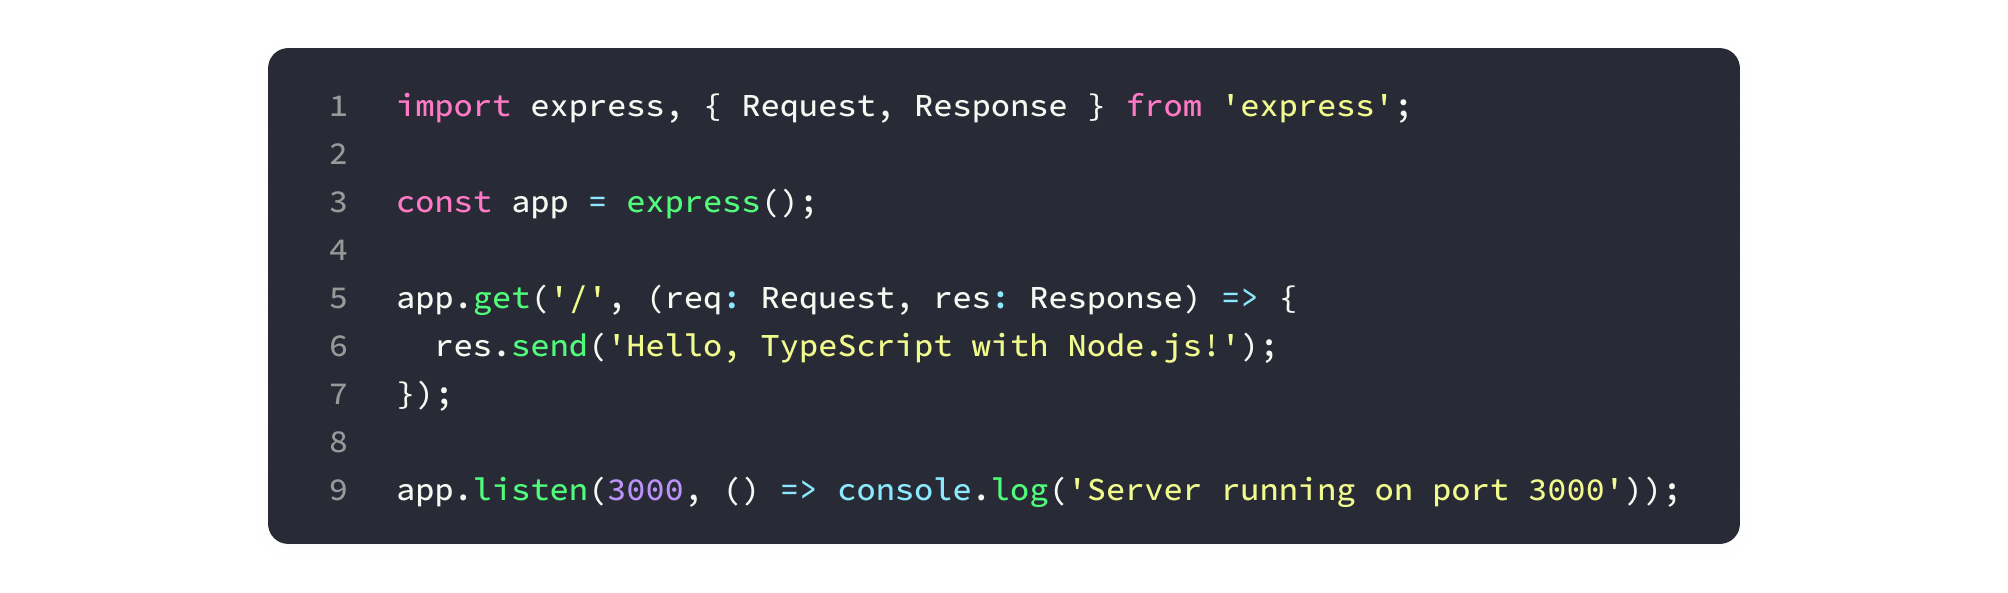 1 import express, { Request, Response } from 'express';
2
3 const app = express();
4
5 app.get('/', (req: Request, res: Response) => {
6   res.send('Hello, TypeScript with Node.js!');
7 });
8
9 app.listen(3000, () => console.log('Server running on port 3000'));